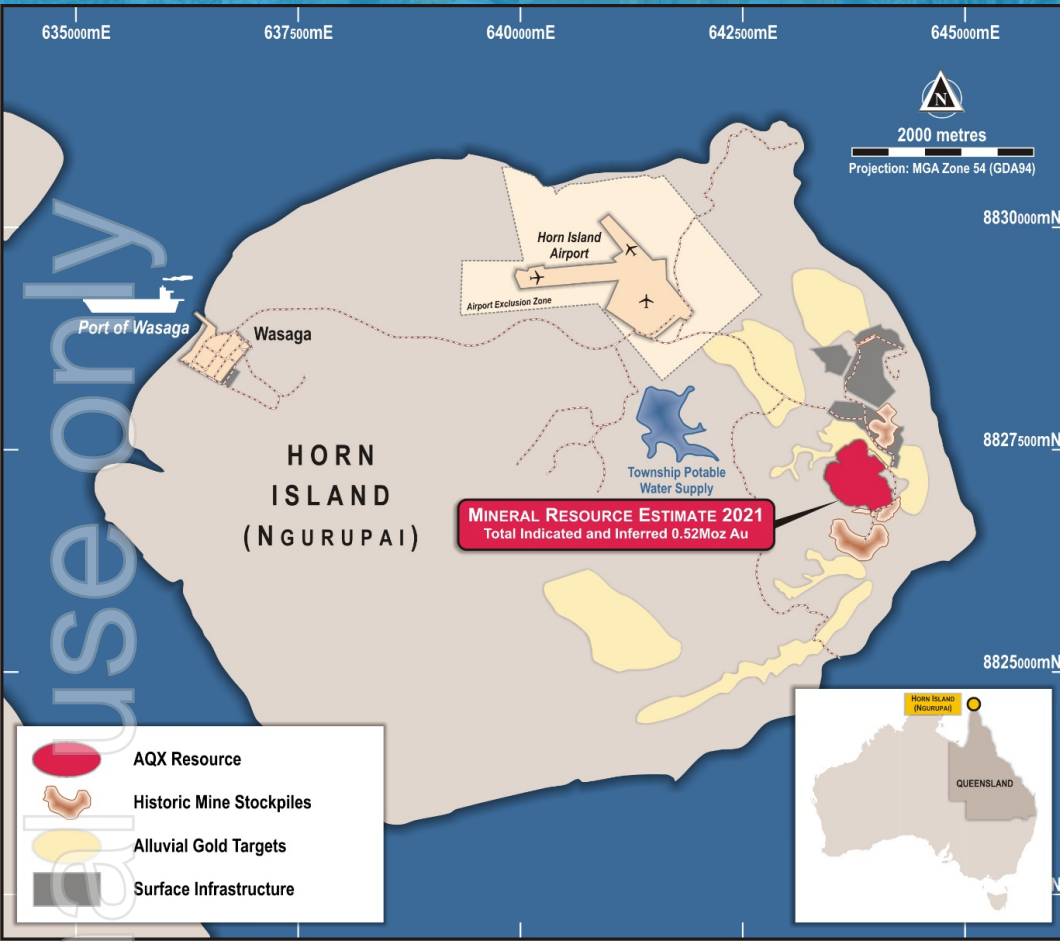 635000mE
637500mE
640000mE
642500mE
645000mE
N
2000 metres
Projection: MGA Zone 54 (GDA94)
8830000mN
Horn Island
Airport
Airport Exclusion Zone
Port of Wasaga
Wasaga
8827500mN
HORN
ISLAND
(NGURUPAI)
Township Potable
Water Supply
MINERAL RESOURCE ESTIMATE 2021
Total Indicated and Inferred 0.52Moz Au
8825000mN
HORN ISLAND
(NGURUPAI)
QUEENSLAND
AQX Resource
Historic Mine Stockpiles
Alluvial Gold Targets
Surface Infrastructure
al use only